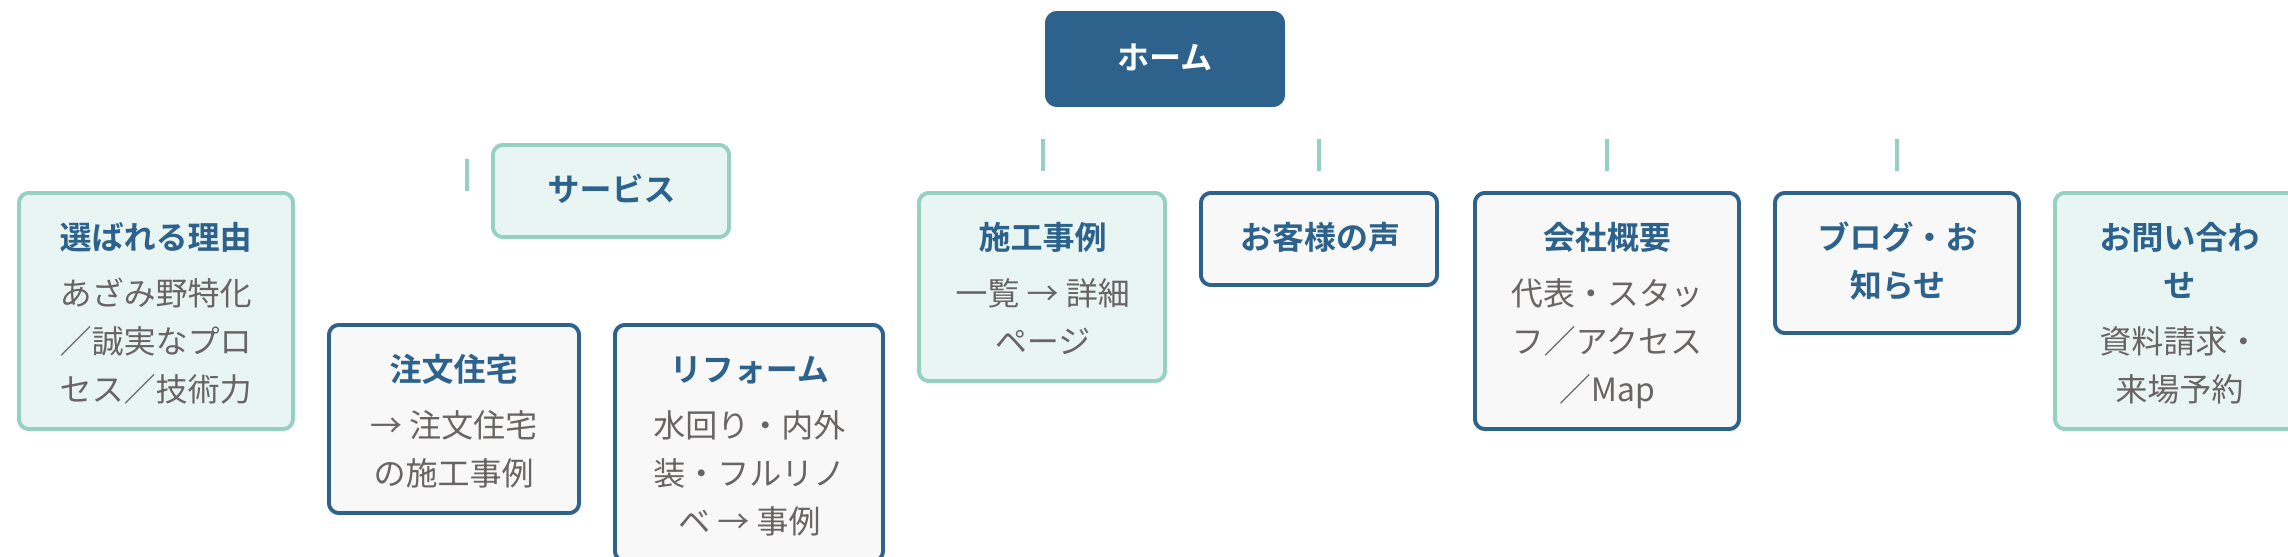 ホーム
選ばれる理由
あざみ野特化
／誠実なプロ
セス／技術力
サービス
注文住宅
→ 注文住宅
の施工事例
リフォーム
水回り・内外
装・フルリノ
ベ → 事例
施工事例
一覧 → 詳細
ページ
お客様の声
会社概要
代表・スタッ
フ／アクセス
／Map
ブログ・お
知らせ
お問い合わ
せ
資料請求・
来場予約